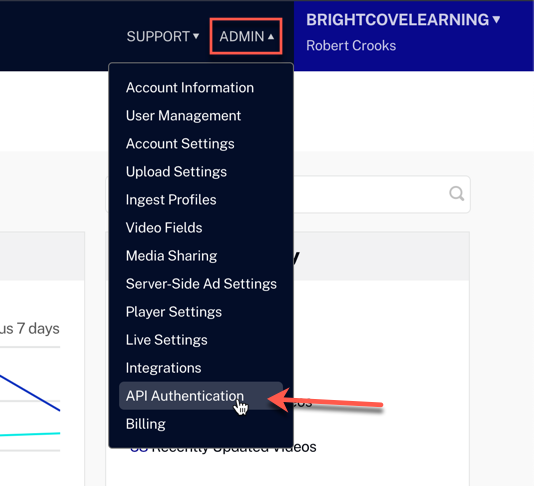 SUPPORT▼ ADMIN▲ BRIGHTCOVELEARNING▼
Robert Crooks
Account Information
User Management
Account Settings
Upload Settings
Ingest Profiles
Video Fields
Media Sharing
Server-Side Ad Settings
Player Settings
us 7 days
Live Settings
Integrations
API Authentication
Billing
Recently Updated Videos